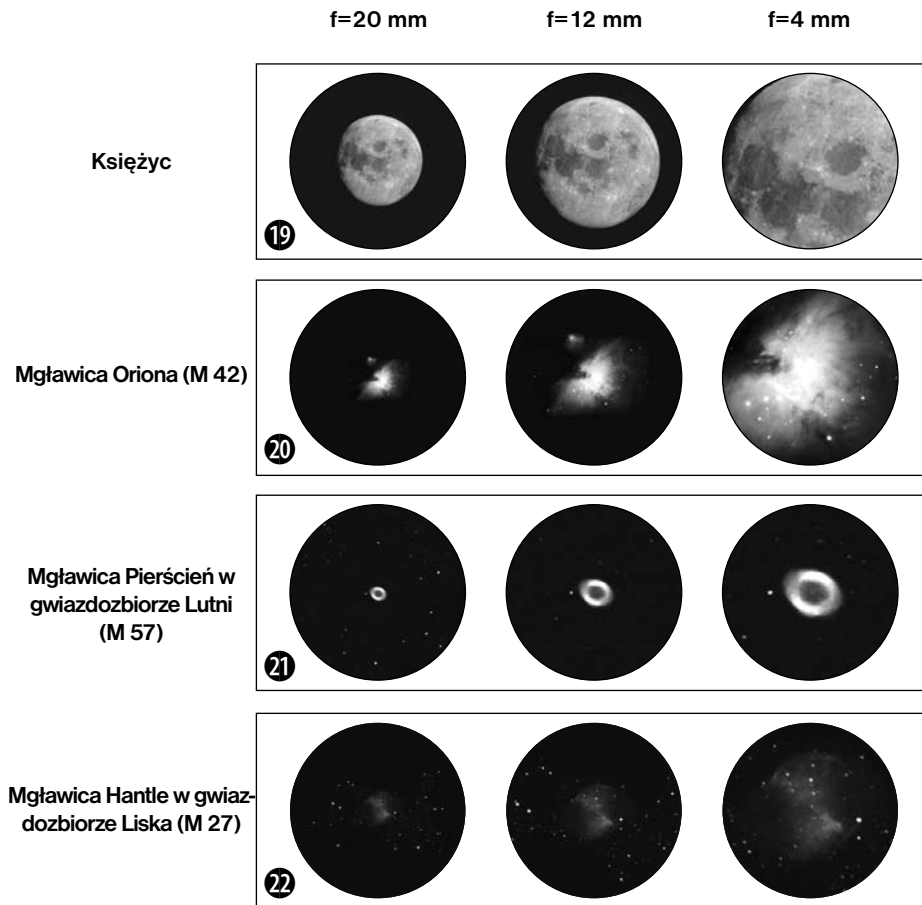 f=20 mm f=12 mm f=4 mm
Księżyc
19
Mgławica Oriona (M 42)
20
Mgławica Pierścień w
gwiazdozbiorze Lutni
(M 57)
21
Mgławica Hantle w gwiaz-
dozbiorze Liska (M 27)
22